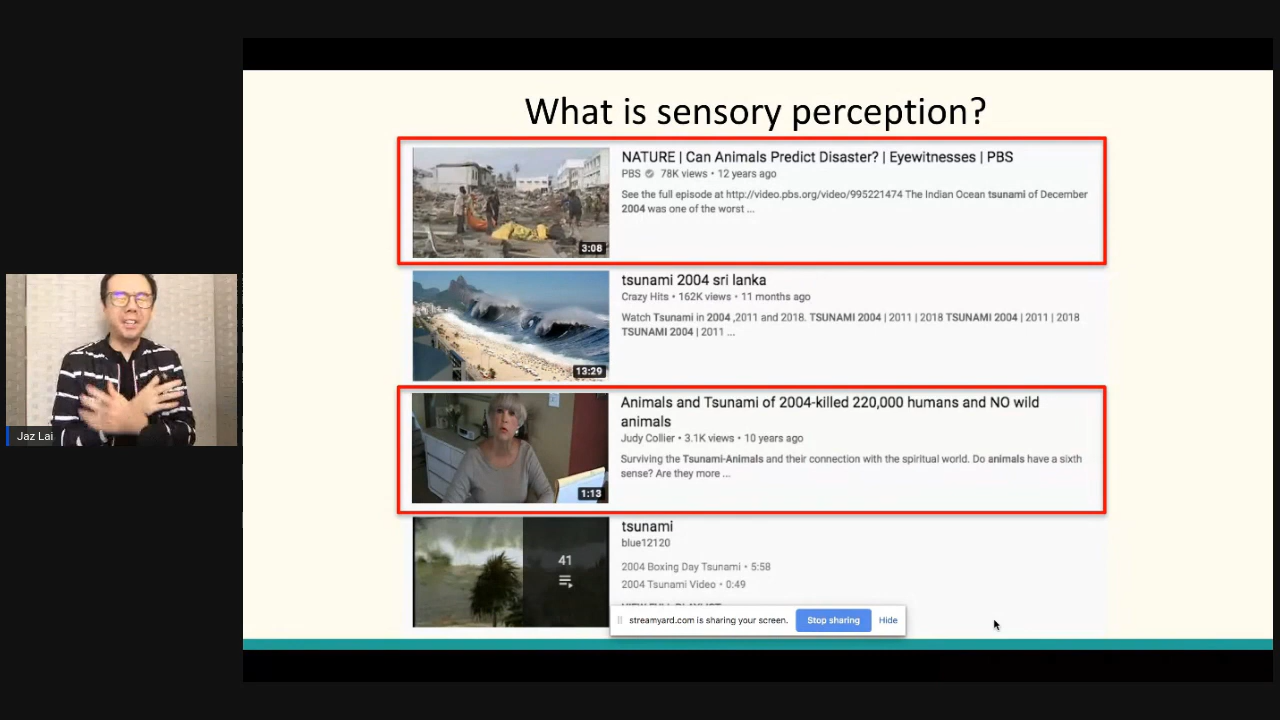 What is sensory perception?
NATURE | Can Animals Predict Disaster? | Eyewitnesses | PBS
PBS 78K views • 12 years ago
See the full episode at http://video.pbs.org/video/995221474 The Indian Ocean tsunami of December
2004 was one of the worst ...
3:08
tsunami 2004 sri lanka
Crazy Hits • 162K views • 11 months ago
Watch Tsunami in 2004 ,2011 and 2018. TSUNAMI 2004 | 2011 | 2018 TSUNAMI 2004 | 2011 | 2018
TSUNAMI 2004 | 2011 ...
13:29
Animals and Tsunami of 2004-killed 220,000 humans and NO wild
animals
Judy Collier • 3.1K views • 10 years ago
Surviving the Tsunami-Animals and their connection with the spiritual world. Do animals have a sixth
sense? Are they more ...
1:13
Jaz Lai
tsunami
blue12120
41
2004 Boxing Day Tsunami • 5:58
2004 Tsunami Video • 0:49
streamyard.com is sharing your screen. Stop sharing Hide